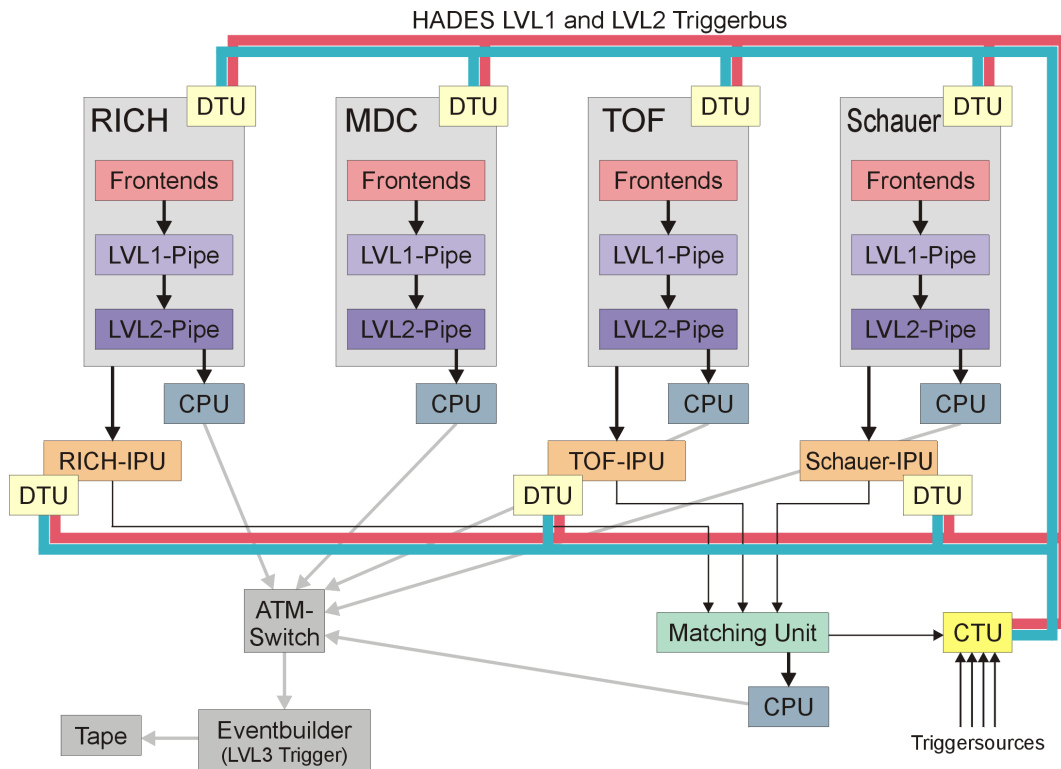 HADES LVL1 and LVL2 Triggerbus
DTU
DTU
DTU
DTU
RICH
MDC
TOF
Schauer
Frontends
Frontends
Frontends
Frontends
LVL1-Pipe
LVL1-Pipe
LVL1-Pipe
LVL1-Pipe
LVL2-Pipe
LVL2-Pipe
LVL2-Pipe
LVL2-Pipe
CPU
CPU
CPU
CPU
RICH-IPU
TOF-IPU
Schauer-IPU
DTU
DTU
DTU
ATM-
Switch
Matching Unit
CTU
CPU
Tape
Eventbuilder
(LVL3 Trigger)
Triggersources